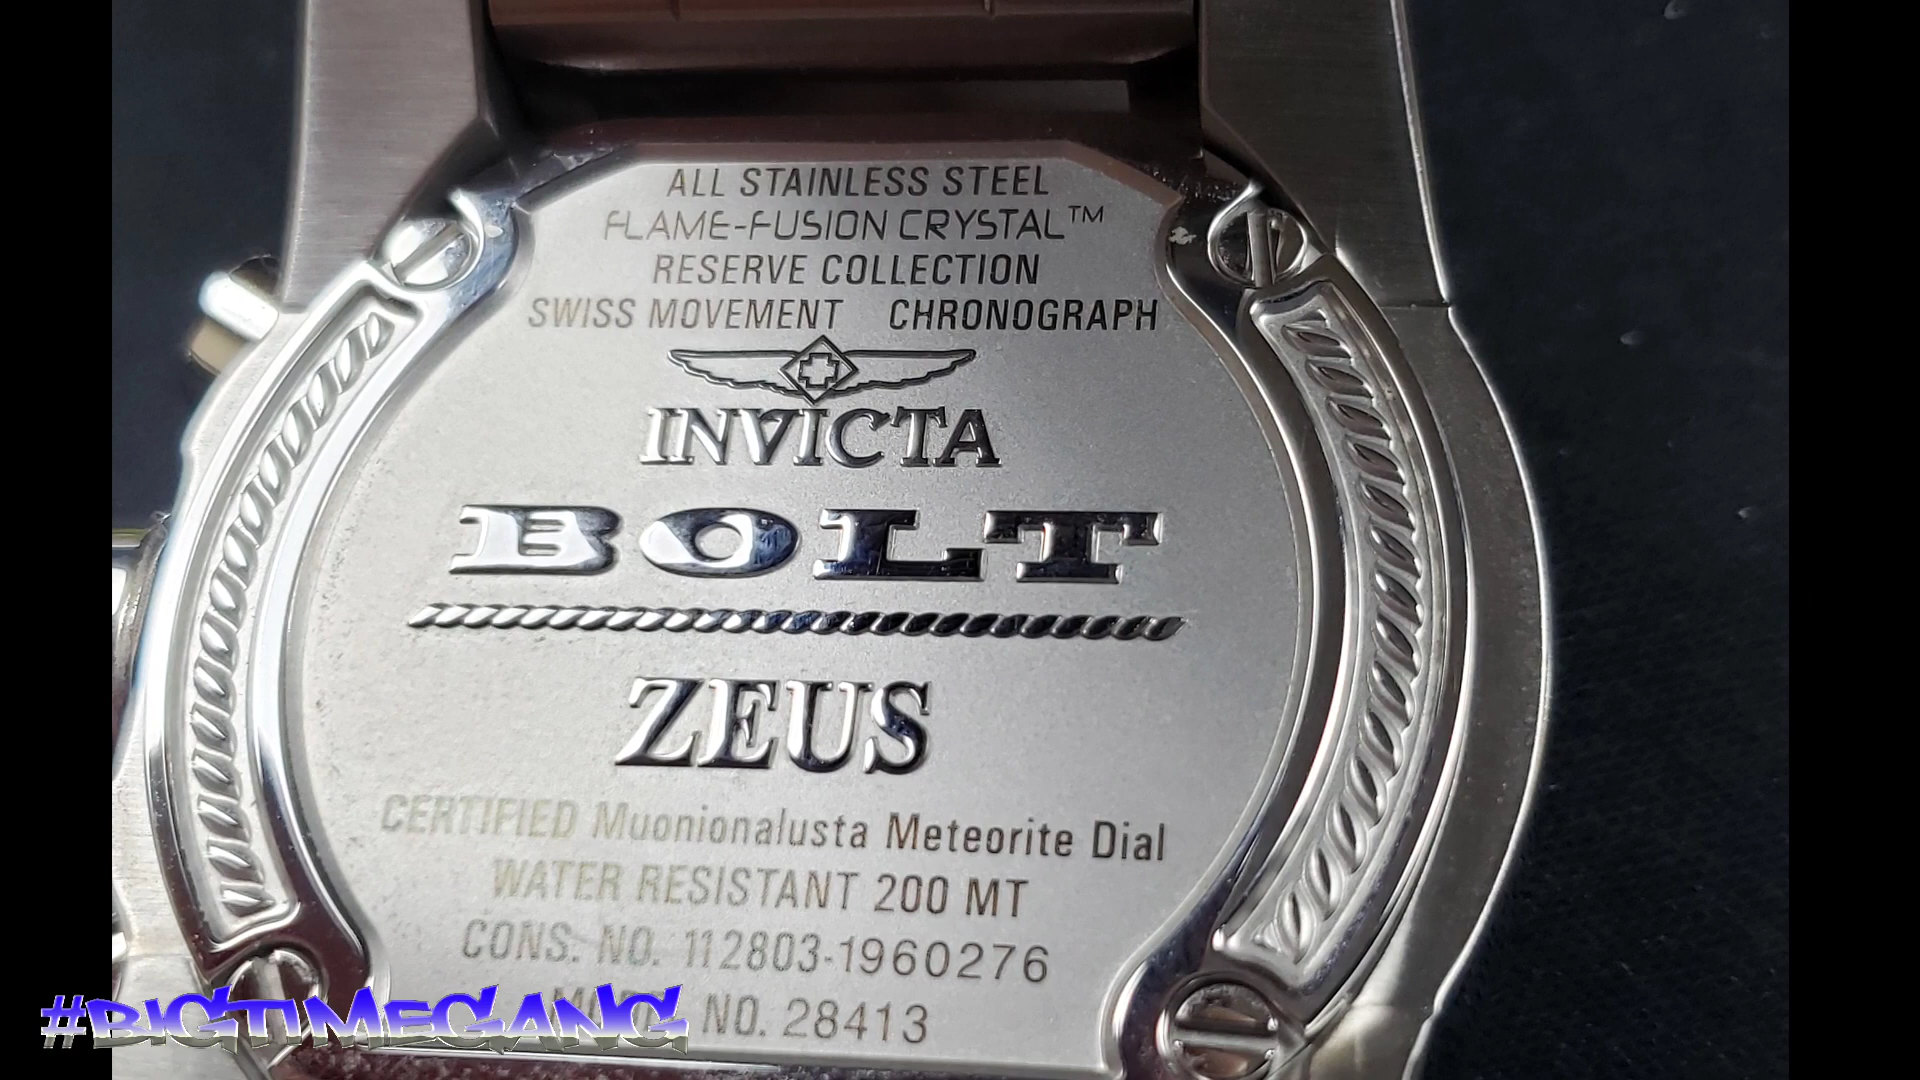 ALL STAINLESS STEEL
FLAME-FUSION CRYSTAL™
RESERVE COLLECTION
SWISS MOVEMENT CHRONOGRAPH
INVICTA
BOLT
ZEUS
CERTIFIED Muonionalusta Meteorite Dial
WATER RESISTANT 200 MT
CONS. NO. 112803-1960276
NO. 28413
#BIGTIMEGANG